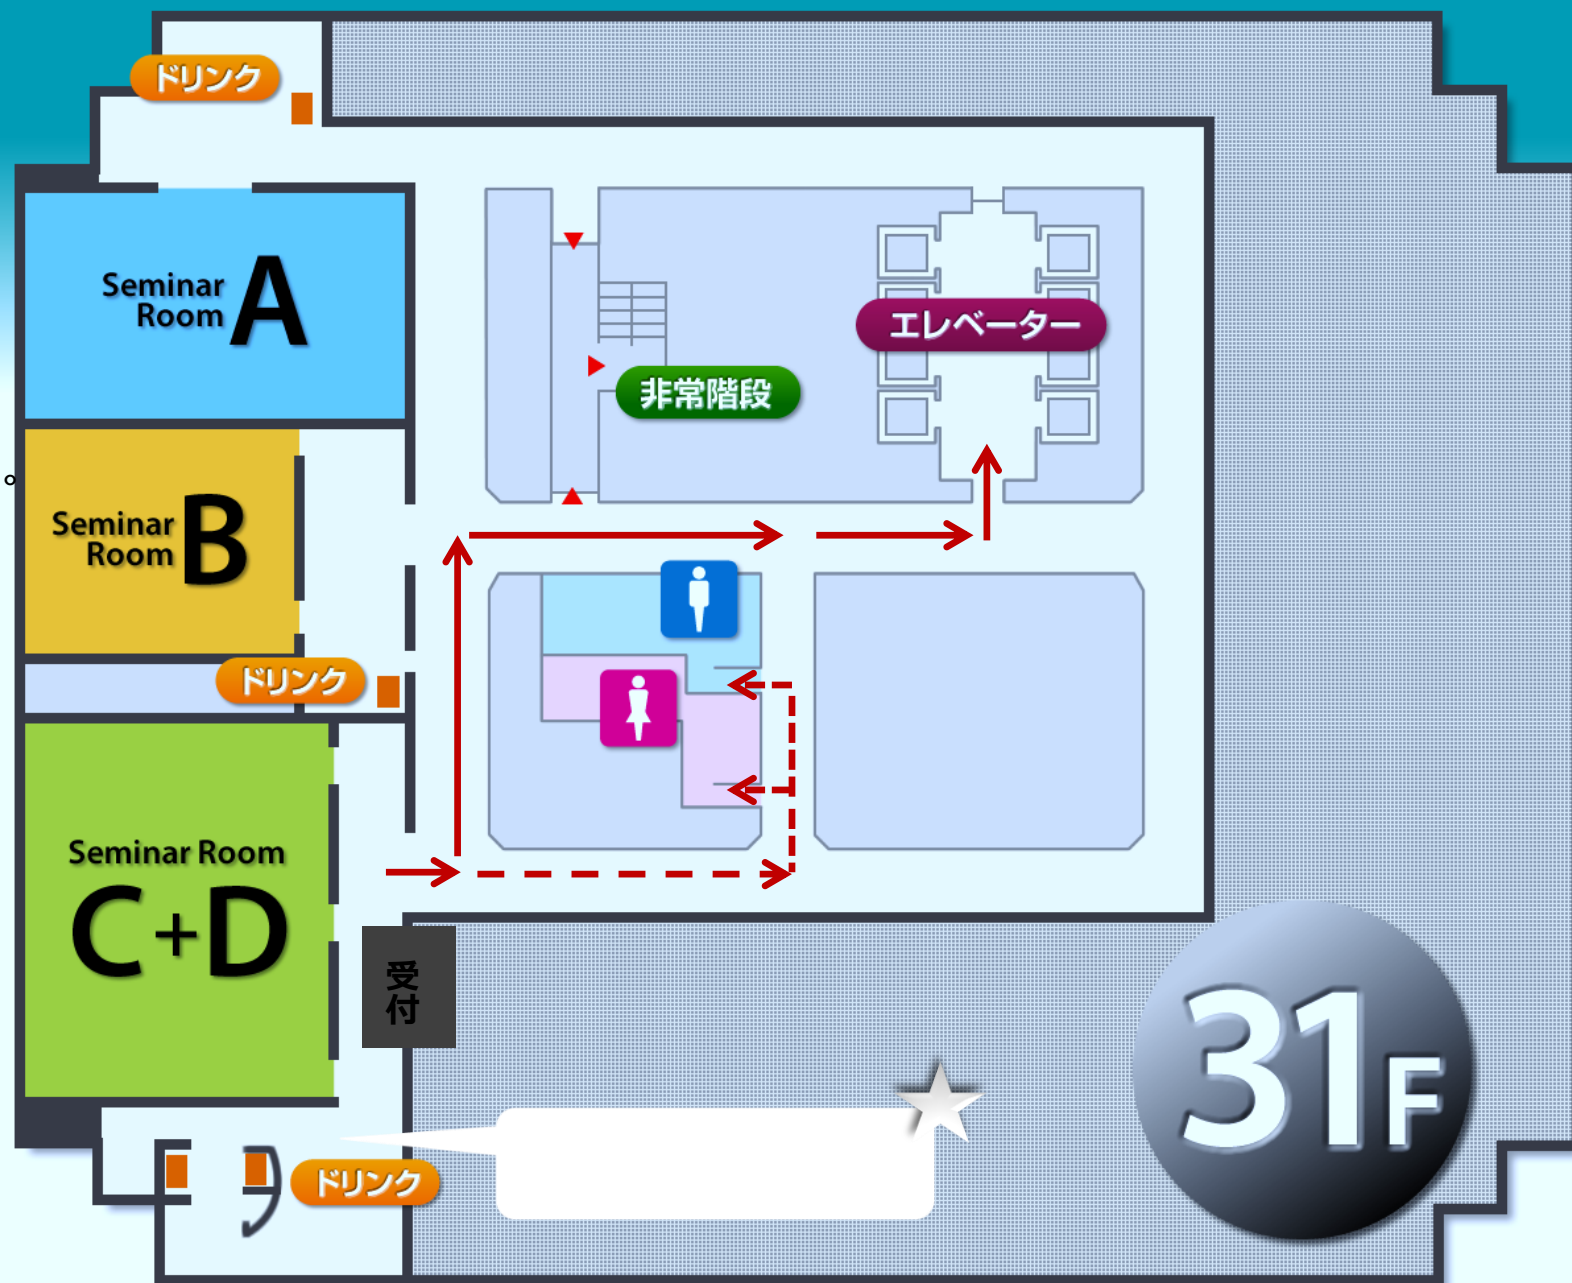 ドリンク
Seminar
Room A
エレベーター
非常階段
Seminar
Room B
ドリンク
Seminar Room
C+D
受付
31F
ドリンク